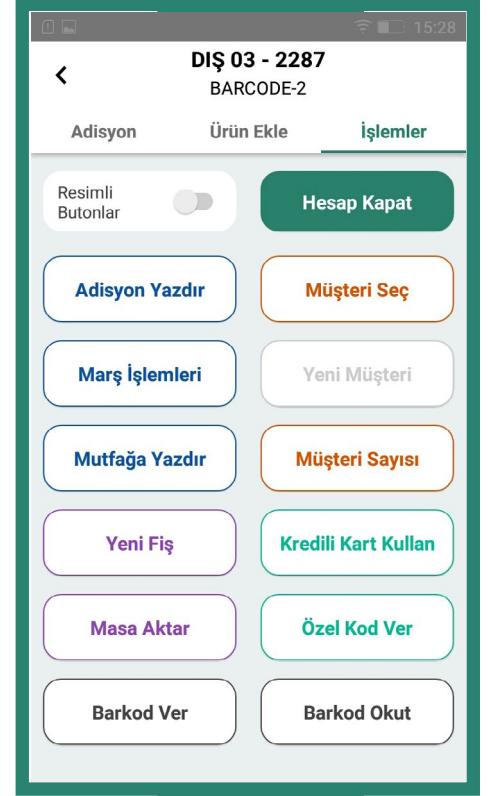 15:28
DIŞ 03 - 2287
BARCODE-2
Adisyon Ürün Ekle İşlemler
Resimli
Butonlar
Hesap Kapat
Adisyon Yazdır Müşteri Seç
Marş İşlemleri Yeni Müşteri
Mutfağa Yazdır Müşteri Sayısı
Yeni Fiş Kredili Kart Kullan
Masa Aktar Özel Kod Ver
Barkod Ver Barkod Okut